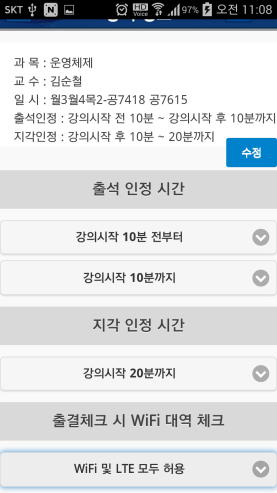 SKT HD Voice 97% 오전 11:08
과 목 : 운영체제
교 수 : 김순철
일 시 : 월3월4목2-공7418 공7615
출석인정 : 강의시작 전 10분 ~ 강의시작 후 10분까지
지각인정 : 강의시작 후 10분 ~ 20분까지
수정
출석 인정 시간
강의시작 10분 전부터
강의시작 10분까지
지각 인정 시간
강의시작 20분까지
출결체크 시 WiFi 대역 체크
WiFi 및 LTE 모두 허용